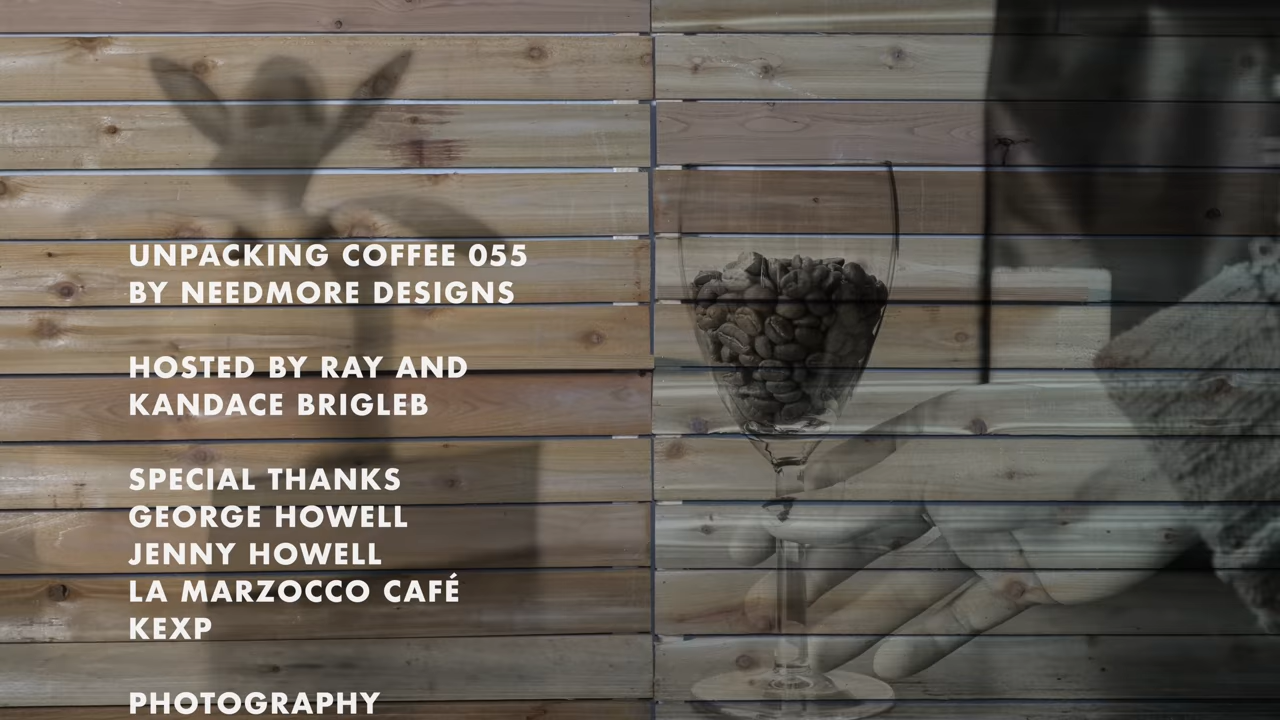 UNPACKING COFFEE 055
BY NEEDMORE DESIGNS
HOSTED BY RAY AND
KANDACE BRIGLEB
SPECIAL THANKS
GEORGE HOWELL
JENNY HOWELL
LA MARZOCCO CAFÉ
KEXP
PHOTOGRAPHY